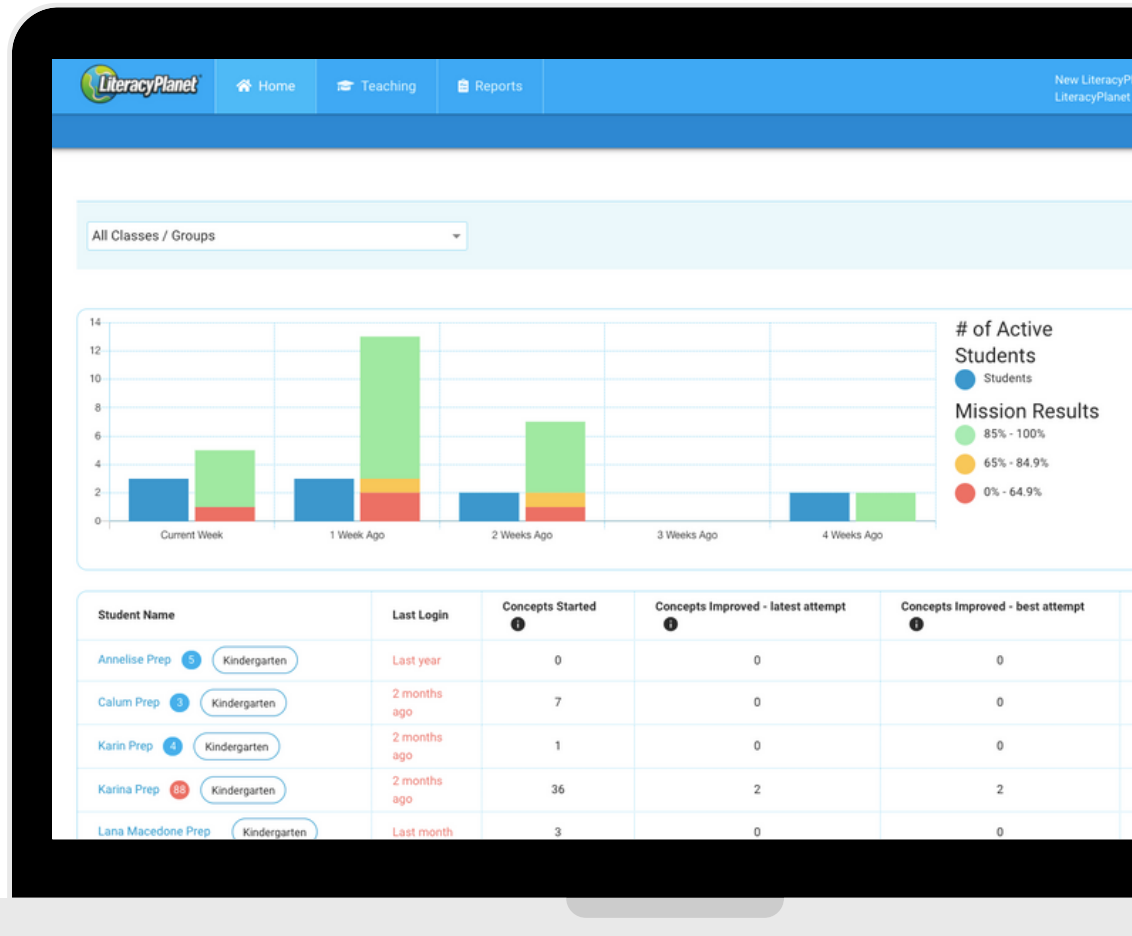 LiteracyPlanet
Home
Teaching
Reports
New LiteracyPl
LiteracyPlanet
All Classes / Groups
14
12
10
8
6
4
2
0
Current Week
1 Week Ago
2 Weeks Ago
3 Weeks Ago
4 Weeks Ago
# of Active
Students
Students
Mission Results
85% - 100%
65% - 84.9%
0% - 64.9%
Student Name Last Login Concepts Started Concepts Improved - latest attempt Concepts Improved - best attempt
Annelise Prep 5 Kindergarten Last year 0 0 0
Calum Prep 3 Kindergarten 2 months
ago 7 0 0
Karin Prep 4 Kindergarten 2 months
ago 1 0 0
Karina Prep 88 Kindergarten 2 months
ago 36 2 2
Lana Macedone Prep Kindergarten Last month 3 0 0